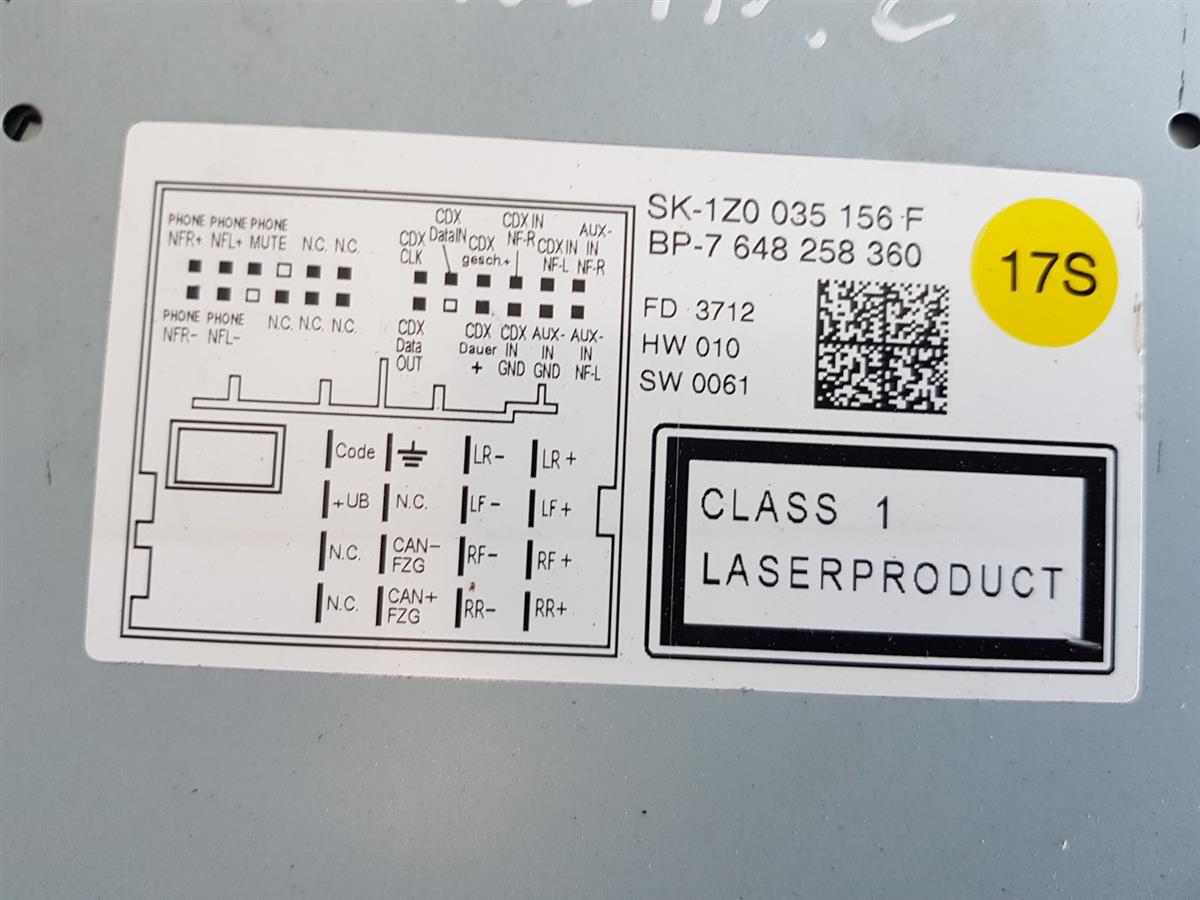 PHONE PHONE PHONE
NFR+ NFL+ MUTE N.C. N.C.
PHONE PHONE
NFR- NFL- N.C. N.C. N.C.
CDX CLK
CDX DataIN
CDX gesch.+
CDX IN NF-R
CDX IN NF-L
AUX-IN NF-R
CDX Data OUT
CDX Dauer +
CDX IN GND
AUX-IN GND
AUX-IN NF-L
Code LR- LR+
+UB N.C. LF- LF+
N.C. CAN- FZG RF- RF+
N.C. CAN+ FZG RR- RR+
SK-1Z0 035 156 F
BP-7 648 258 360
FD 3712
HW 010
SW 0061
17S
CLASS 1
LASERPRODUCT